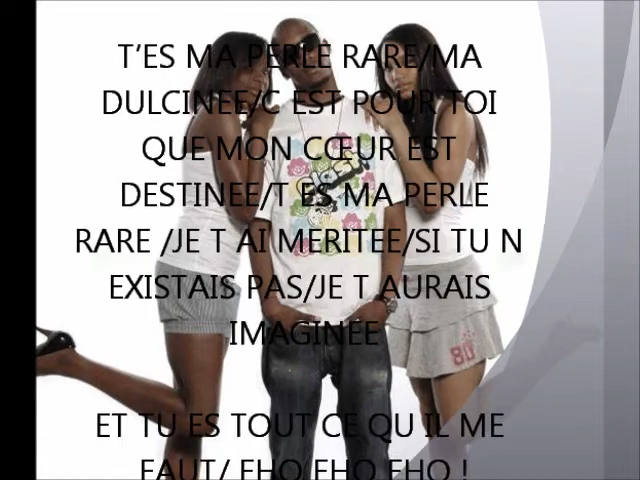 T'ES MA PERLE RARE/MA
DULCINEE/C EST POUR TOI
QUE MON CŒUR EST
DESTINEE/T ES MA PERLE
RARE /JE T AI MERITEE/SI TU N
EXISTAIS PAS/JE T AURAIS
IMAGINEE
ET TU ES TOUT CE QU IL ME
FAUT/ EHO EHO EHO !
80